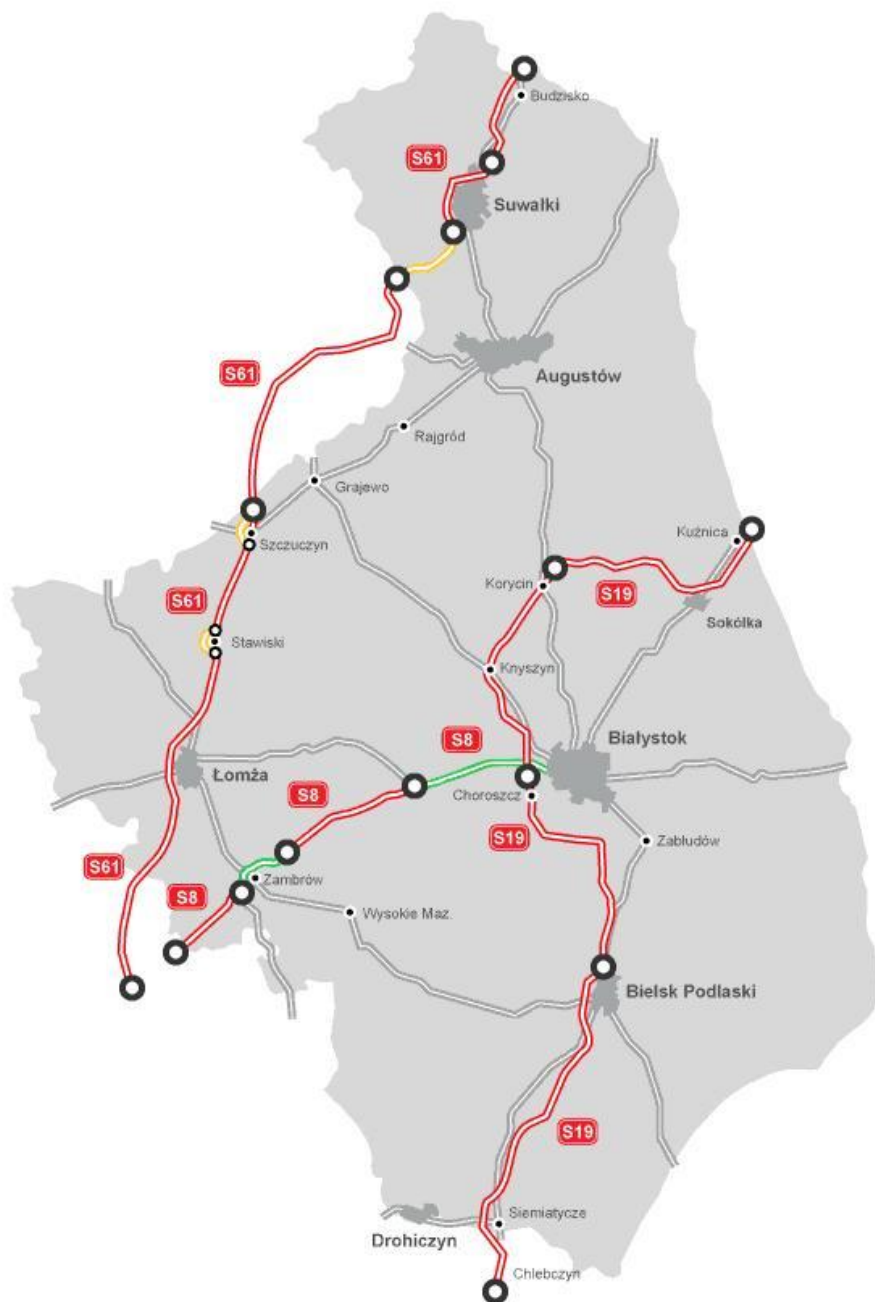 Budzisko
S61
Suwałki
S61
Augustów
Rajgród
Grajewo
Kuźnica
Szczuczyn
Korycin
S19
S61
Sokólka
Stawiski
Knyszyn
Białystok
S8
Łomża
S8
Choroszcz
S19
Zabłudów
S61
Zambrów
S8
Wysokie Maz.
Bielsk Podlaski
S19
Siemiatycze
Drohiczyn
Chlebczyn